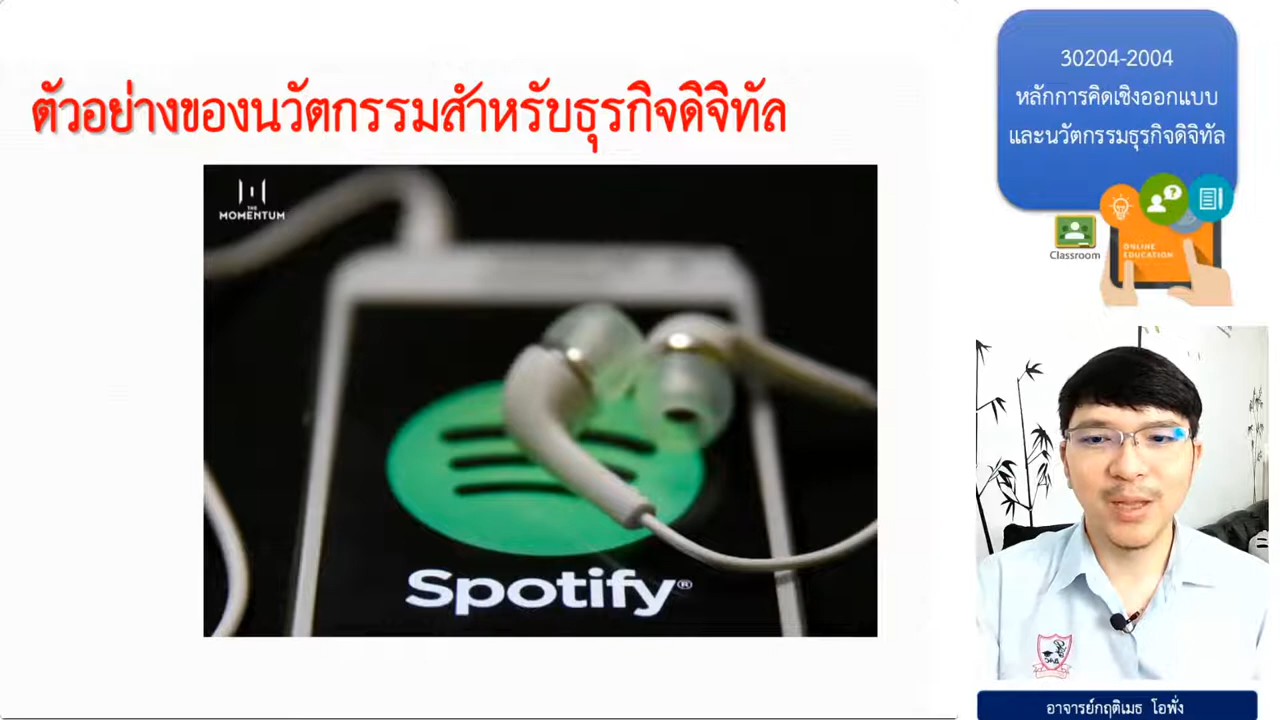 ตัวอย่างของนวัตกรรมสำหรับธุรกิจดิจิทัล
THE
MOMENTUM
Spotify®
30204-2004
หลักการคิดเชิงออกแบบ
และนวัตกรรมธุรกิจดิจิทัล
Classroom
ONLINE
EDUCATION
อาจารย์กฤติเมธ โอพั่ง